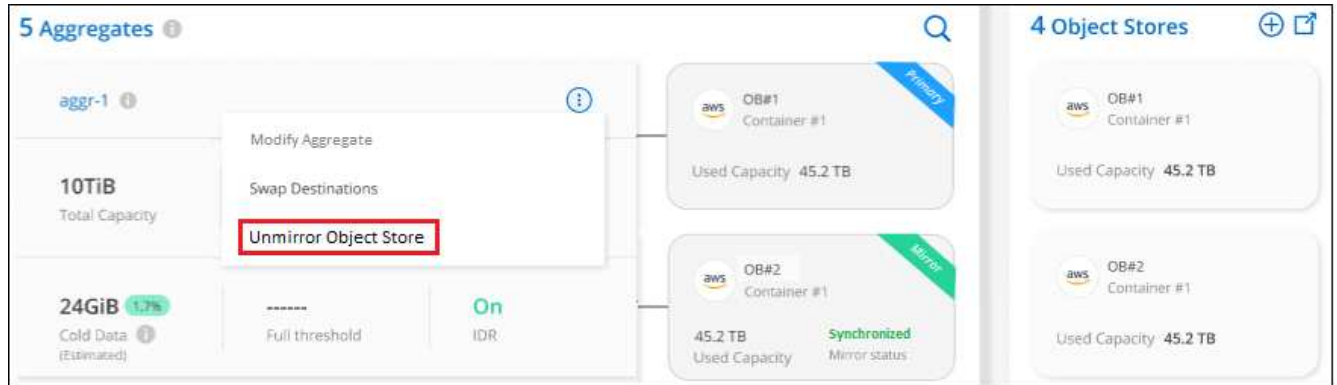 5 Aggregates
4 Object Stores
aggr-1
Modify Aggregate
Swap Destinations
Unmirror Object Store
10TiB
Total Capacity
24GiB 1.7%
Cold Data
(Estimated)
------
Full threshold
On
IDR
Primary
aws
OB#1
Container #1
Used Capacity 45.2 TB
Mirror
aws
OB#2
Container #1
45.2 TB
Used Capacity
Synchronized
Mirror status
aws
OB#1
Container #1
Used Capacity 45.2 TB
aws
OB#2
Container #1
Used Capacity 45.2 TB